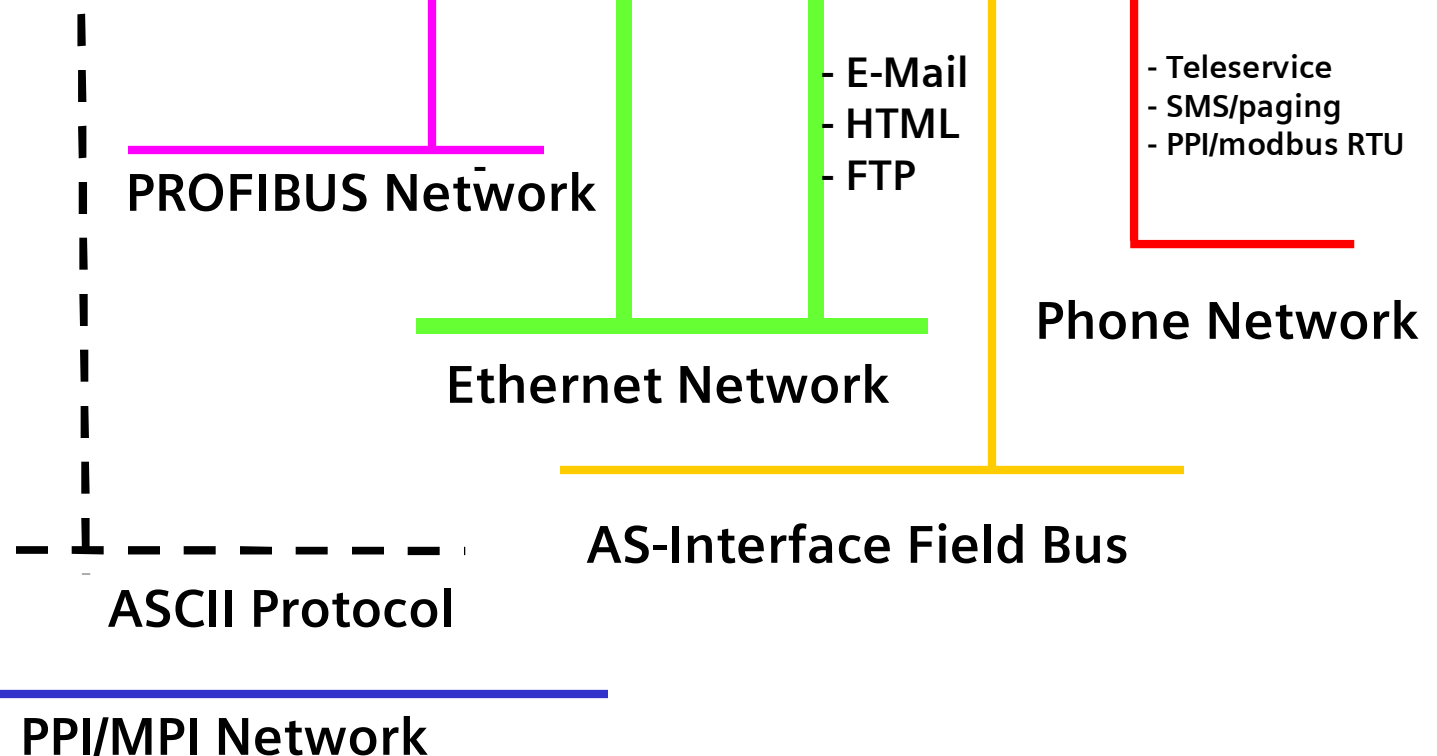 - E-Mail
- HTML
- FTP
- Teleservice
- SMS/paging
- PPI/modbus RTU
PROFIBUS Network
Phone Network
Ethernet Network
AS-Interface Field Bus
ASCII Protocol
PPI/MPI Network